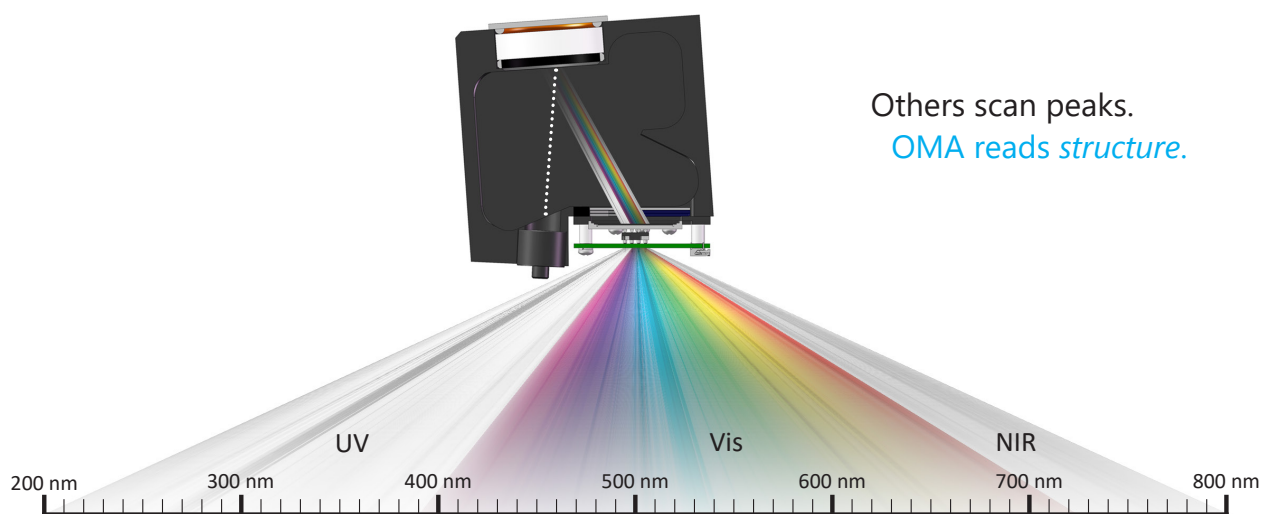 Others scan peaks.
OMA reads structure.
UV
Vis
NIR
200 nm
300 nm
400 nm
500 nm
600 nm
700 nm
800 nm